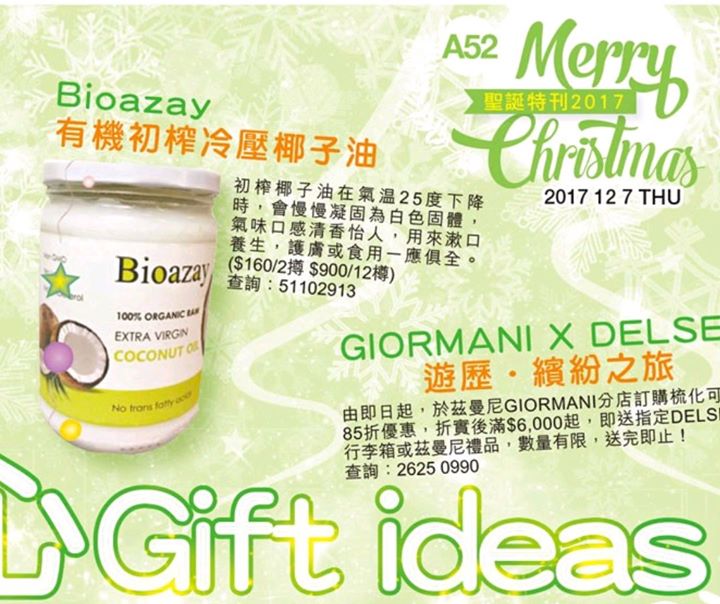 A52
Merry
聖誕特刊2017
Christmas
2017 12 7 THU
Bioazay
有機初榨冷壓椰子油
初榨椰子油在氣温25度下降
時，會慢慢凝固為白色固體，
氣味口感清香怡人，用來漱口
養生，護膚或食用一應俱全。
($160/2樽 $900/12樽)
查詢：51102913
Bioazay
100% ORGANIC RAW
EXTRA VIRGIN
COCONUT OIL
No trans fatty acids
GIORMANI X DELSE
遊歷・繽紛之旅
由即日起，於茲曼尼GIORMANI分店訂購梳化可
85折優惠，折實後滿$6,000起，即送指定DELS
行李箱或茲曼尼禮品，數量有限，送完即止！
查詢：2625 0990
心
Gift ideas